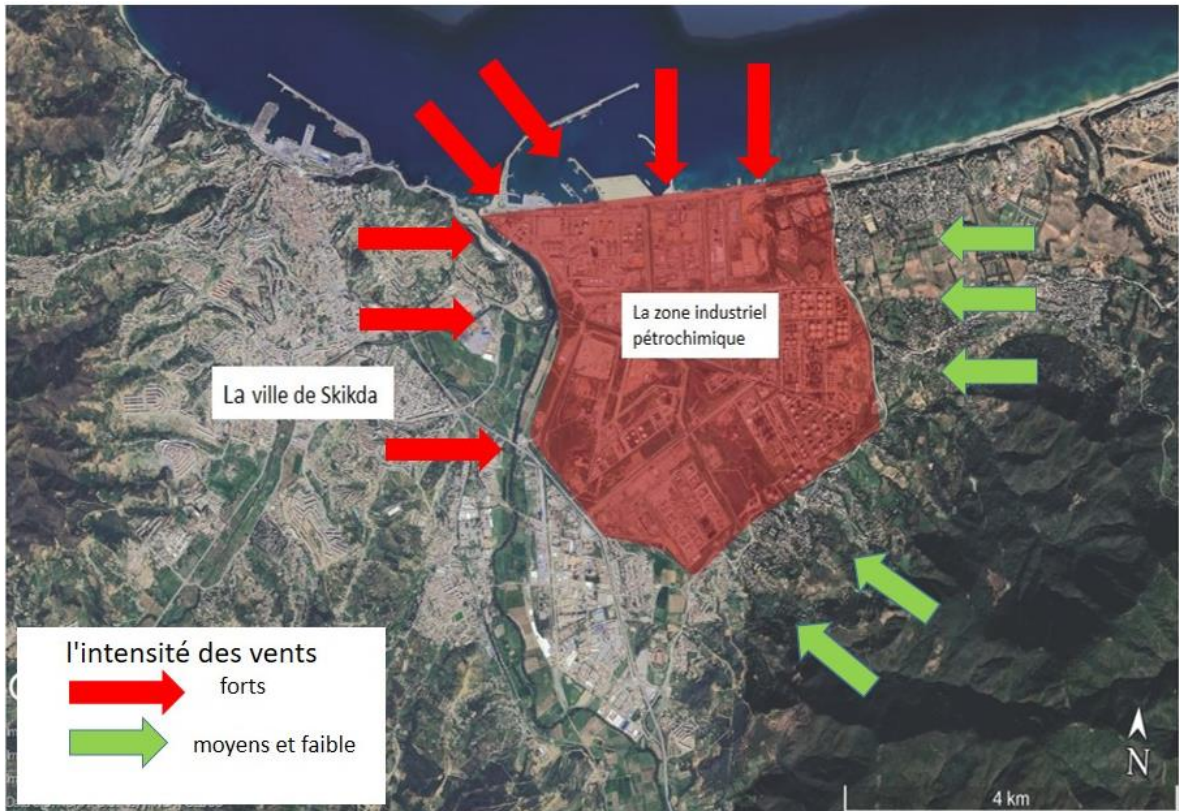 La zone industriel
pétrochimique
La ville de Skikda
l'intensité des vents
forts
moyens et faible
N
4 km